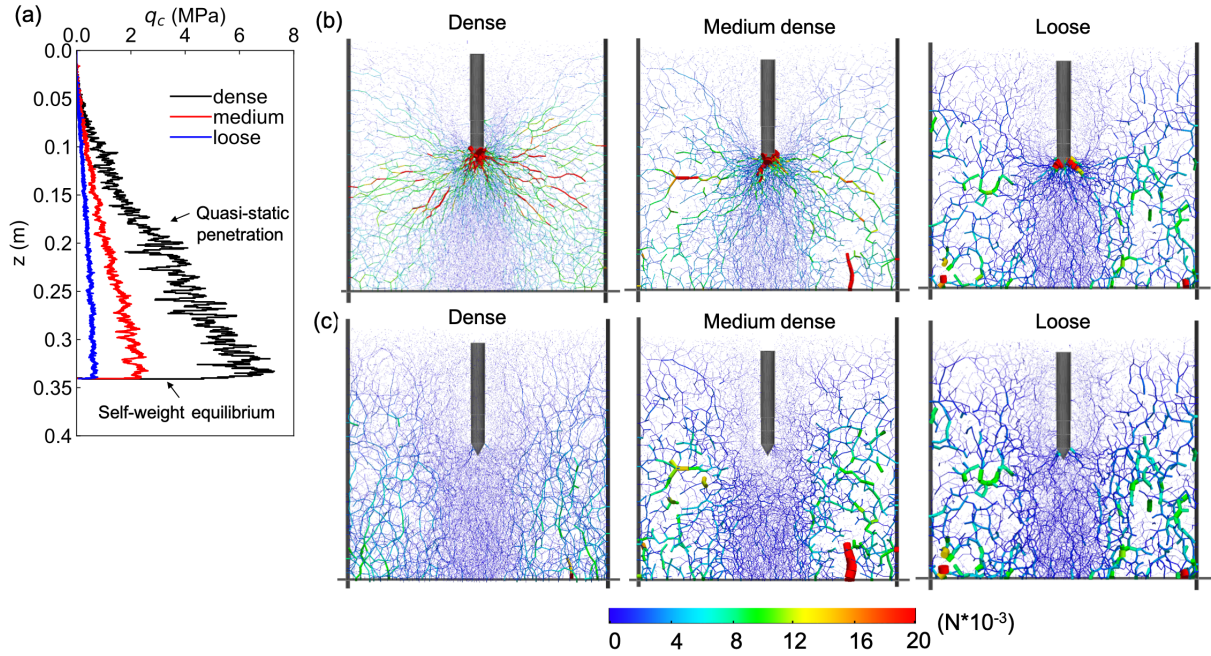 (a)
q_c (MPa)
0.0 2 4 6 8
0.0
0.05
0.1
0.15
0.2
0.25
0.3
0.35
0.4
z (m)
dense
medium
loose
Quasi-static
penetration
Self-weight equilibrium
(b)
Dense
Medium dense
Loose
(c)
Dense
Medium dense
Loose
0 4 8 12 16 20
(N*10⁻³)